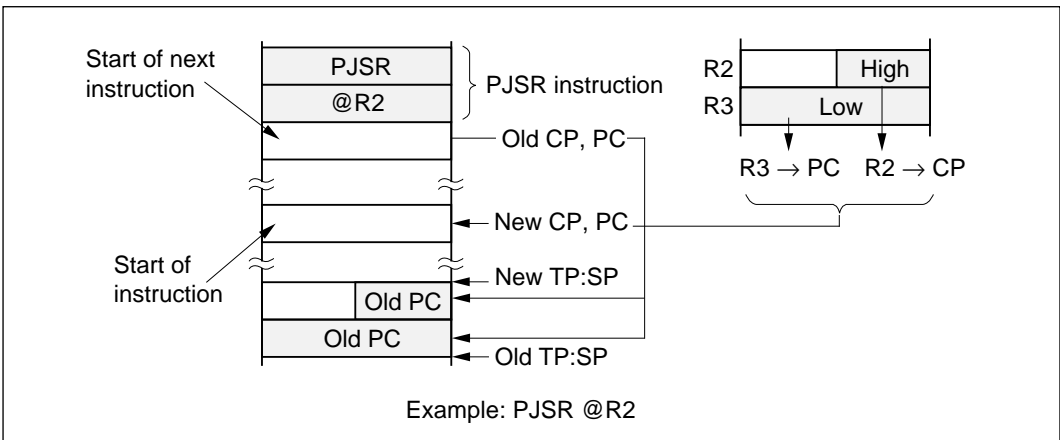 Start of next
instruction
PJSR
@R2
PJSR instruction
Old CP, PC
New CP, PC
Start of
instruction
New TP:SP
Old PC
Old PC
Old TP:SP
R2
High
R3
Low
R3 → PC
R2 → CP
Example: PJSR @R2